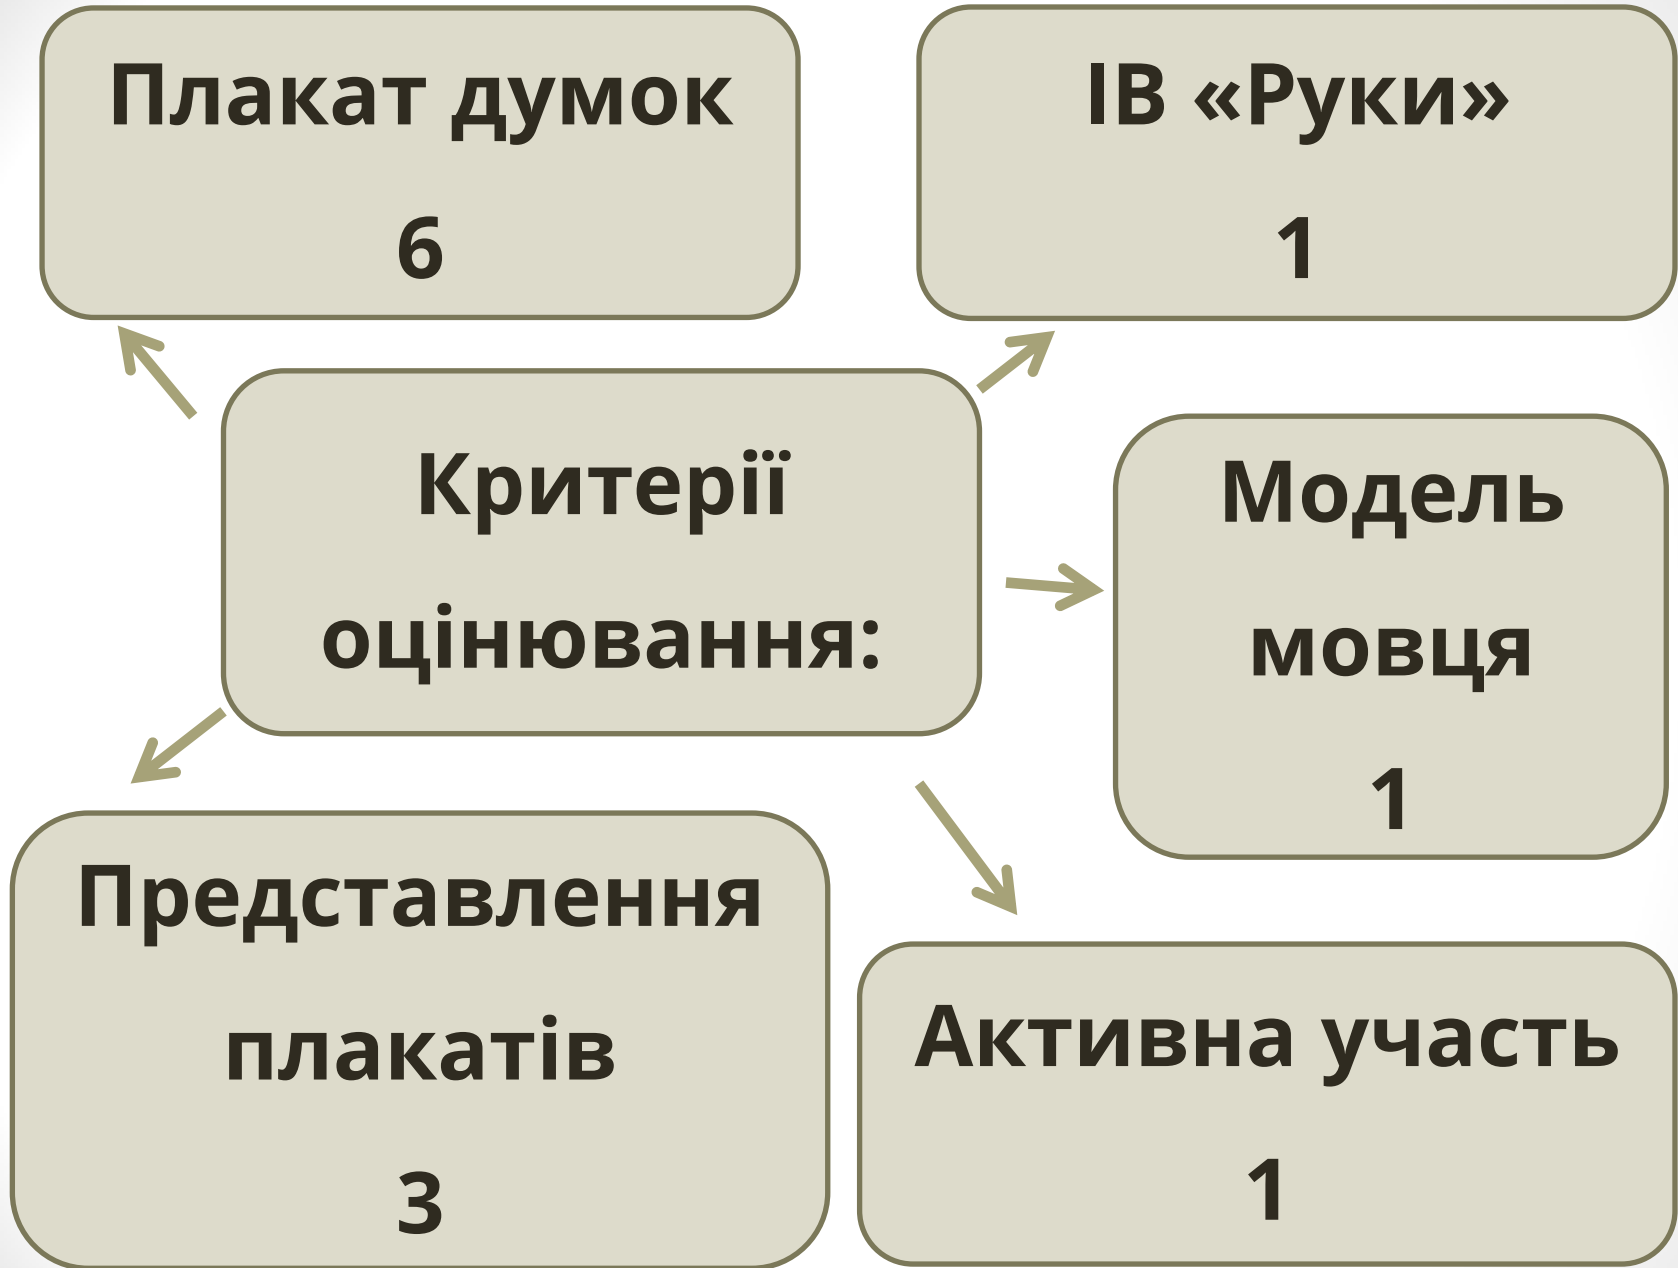 Плакат думок
6
ІВ «Руки»
1
Критерії
оцінювання:
Модель
мовця
1
Представлення
плакатів
3
Активна участь
1